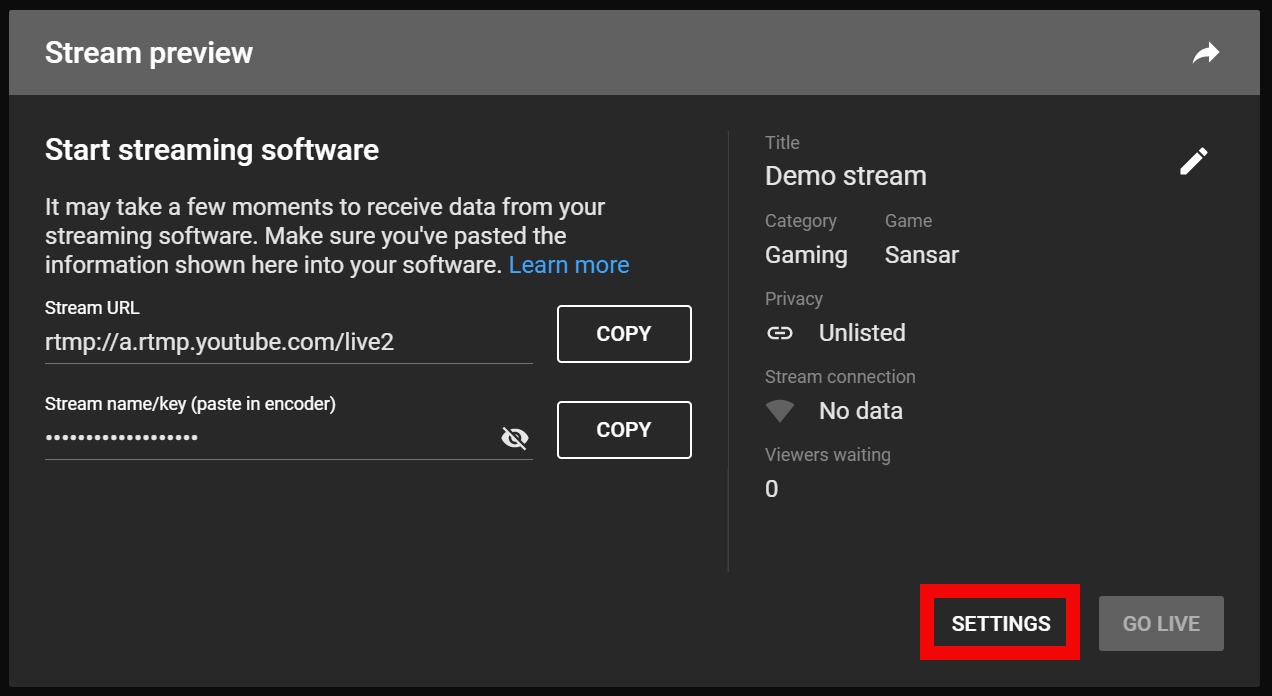 Stream preview
Start streaming software
It may take a few moments to receive data from your
streaming software. Make sure you've pasted the
information shown here into your software. Learn more
Stream URL
rtmp://a.rtmp.youtube.com/live2
COPY
Stream name/key (paste in encoder)
•••••••••••••••••••
COPY
Title
Demo stream
Category Game
Gaming Sansar
Privacy
Unlisted
Stream connection
No data
Viewers waiting
0
SETTINGS
GO LIVE